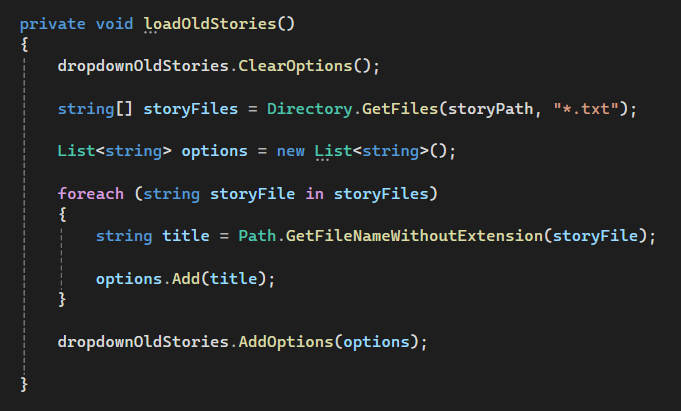 private void loadOldStories()
{
dropdownOldStories.ClearOptions();
string[] storyFiles = Directory.GetFiles(storyPath, "*.txt");
List<string> options = new List<string>();
foreach (string storyFile in storyFiles)
{
string title = Path.GetFileNameWithoutExtension(storyFile);
options.Add(title);
}
dropdownOldStories.AddOptions(options);
}